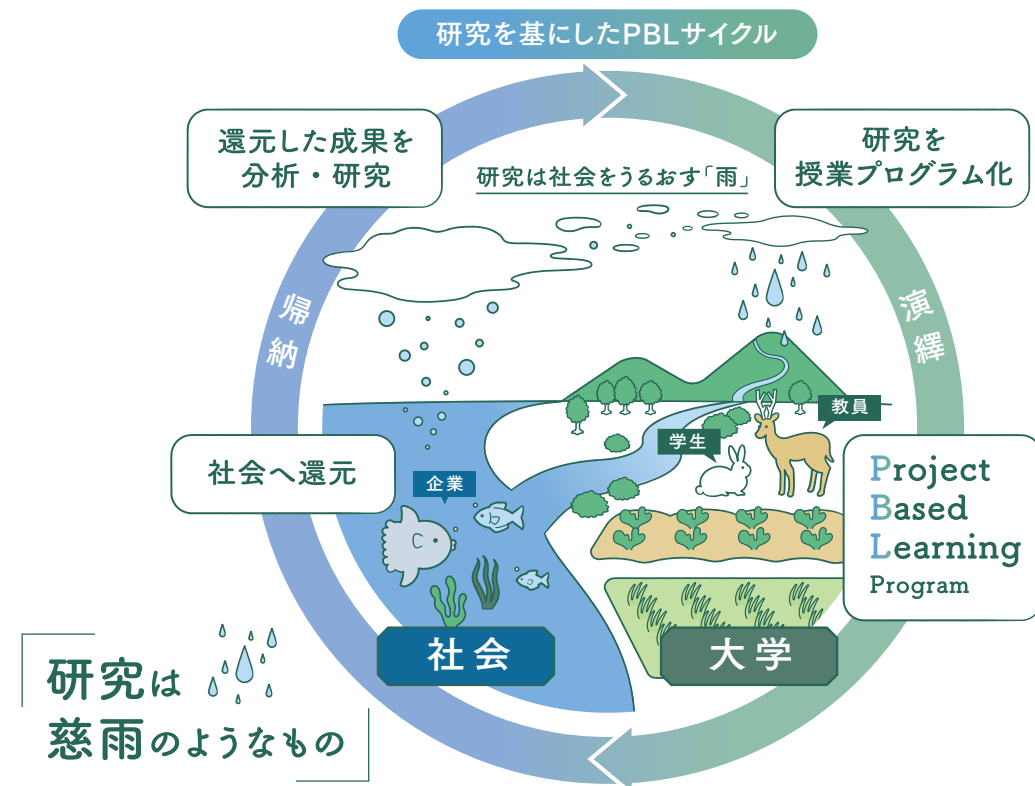 研究を基にしたPBLサイクル
還元した成果を
分析・研究
研究を
授業プログラム化
研究は社会をうるおす「雨」
帰納
演繹
教員
学生
社会へ還元
企業
Project
Based
Learning
Program
社会
大学
研究は
慈雨のようなもの